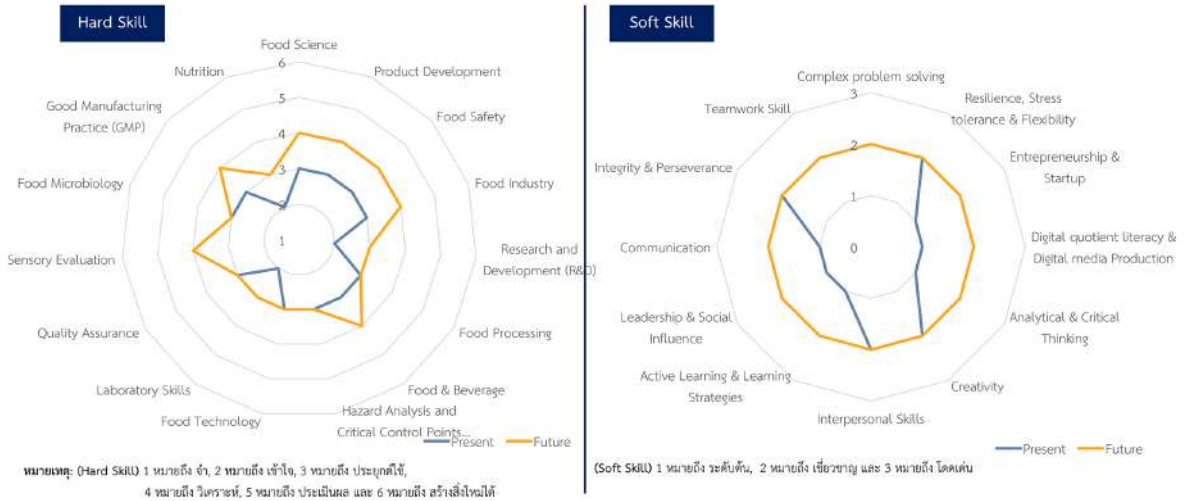 Hard Skill
Food Science
Product Development
Food Safety
Food Industry
Research and
Development (R&D)
Food Processing
Food & Beverage
Hazard Analysis and
Critical Control Points...
Food Technology
Laboratory Skills
Quality Assurance
Sensory Evaluation
Food Microbiology
Good Manufacturing
Practice (GMP)
Nutrition
6
5
4
3
2
1
Present
Future
หมายเหตุ: (Hard Skill) 1 หมายถึง จำ, 2 หมายถึง เข้าใจ, 3 หมายถึง ประยุกต์ใช้,
4 หมายถึง วิเคราะห์, 5 หมายถึง ประเมินผล และ 6 หมายถึง สร้างสิ่งใหม่ได้
Soft Skill
Complex problem solving
Resilience, Stress
tolerance & Flexibility
Entrepreneurship &
Startup
Digital quotient literacy &
Digital media Production
Analytical & Critical
Thinking
Creativity
Interpersonal Skills
Active Learning & Learning
Strategies
Leadership & Social
Influence
Communication
Integrity & Perseverance
Teamwork Skill
3
2
1
0
Present
Future
(Soft Skill) 1 หมายถึง ระดับต้น, 2 หมายถึง เชี่ยวชาญ และ 3 หมายถึง โดดเด่น